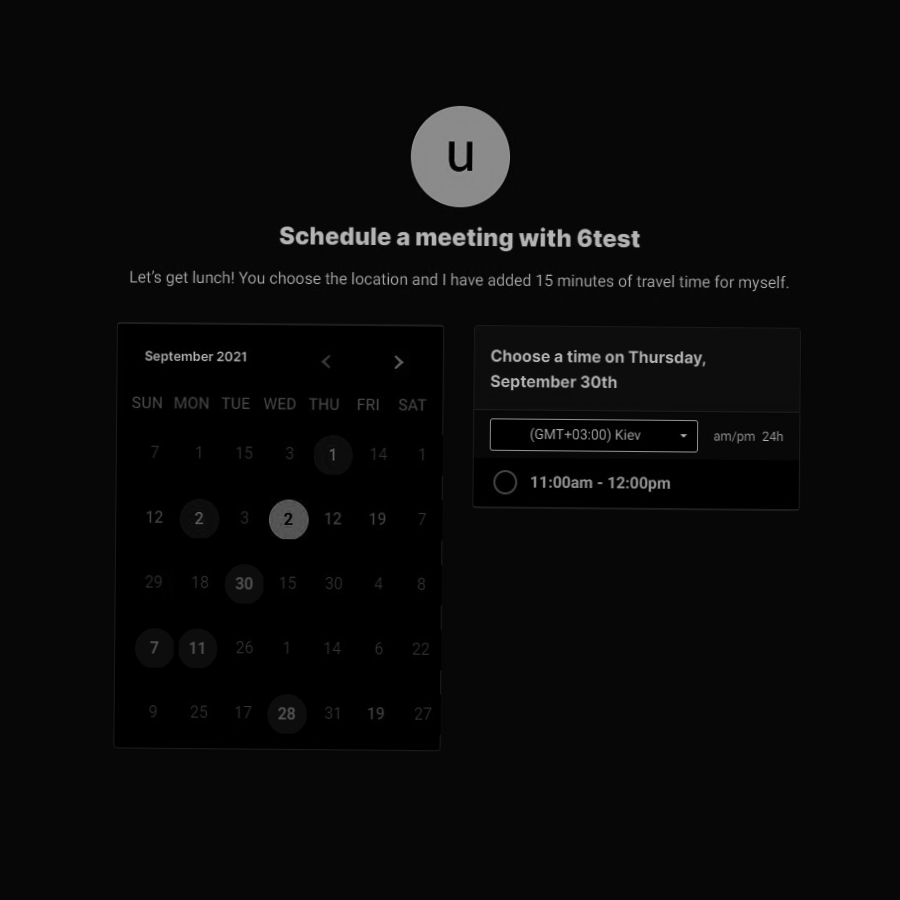 u
Schedule a meeting with 6test
Let's get lunch! You choose the location and I have added 15 minutes of travel time for myself.
September 2021
SUN MON TUE WED THU FRI SAT
7 1 15 3 1 14 1
12 2 3 2 12 19 7
29 18 30 15 30 4 8
7 11 26 1 14 6 22
9 25 17 28 31 19 27
Choose a time on Thursday,
September 30th
(GMT+03:00) Kiev
am/pm 24h
11:00am - 12:00pm